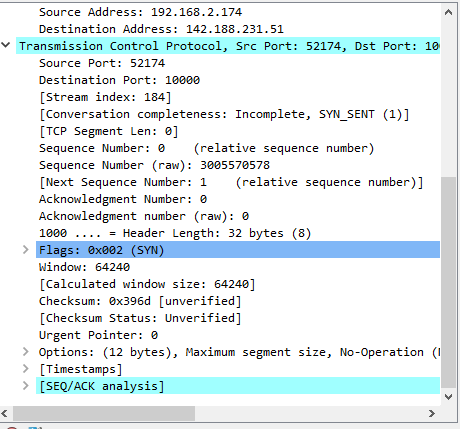 Source Address: 192.168.2.174
Destination Address: 142.188.231.51
Transmission Control Protocol, Src Port: 52174, Dst Port: 100
Source Port: 52174
Destination Port: 10000
[Stream index: 184]
[Conversation completeness: Incomplete, SYN_SENT (1)]
[TCP Segment Len: 0]
Sequence Number: 0    (relative sequence number)
Sequence Number (raw): 3005570578
[Next Sequence Number: 1    (relative sequence number)]
Acknowledgment Number: 0
Acknowledgment number (raw): 0
1000 .... = Header Length: 32 bytes (8)
Flags: 0x002 (SYN)
Window: 64240
[Calculated window size: 64240]
Checksum: 0x396d [unverified]
[Checksum Status: Unverified]
Urgent Pointer: 0
Options: (12 bytes), Maximum segment size, No-Operation (
[Timestamps]
[SEQ/ACK analysis]